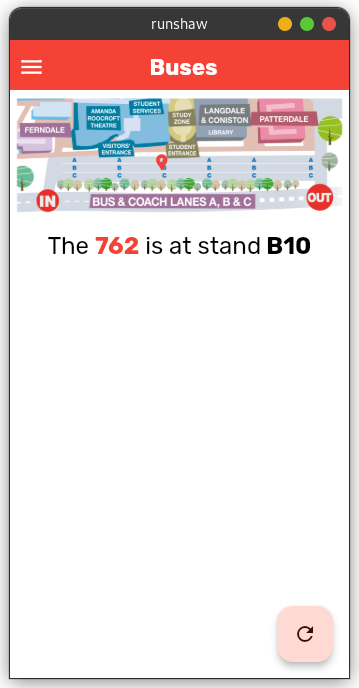 runshaw
Buses
FERNDALE
AMANDA
ROOCROFT
THEATRE
STUDENT
SERVICES
VISITORS'
ENTRANCE
STUDY
ZONE
STUDENT
ENTRANCE
LANGDALE
& CONISTON
LIBRARY
PATTERDALE
A A A A A
B B B B B B
C C C C C C
IN
BUS & COACH LANES A, B & C
OUT
The 762 is at stand B10